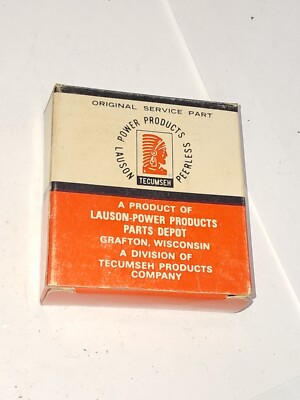 ORIGINAL SERVICE PART
LAUSON POWER PRODUCTS PEERLESS
TECUMSEH
A PRODUCT OF
LAUSON-POWER PRODUCTS
PARTS DEPOT
GRAFTON, WISCONSIN
A DIVISION OF
TECUMSEH PRODUCTS
COMPANY